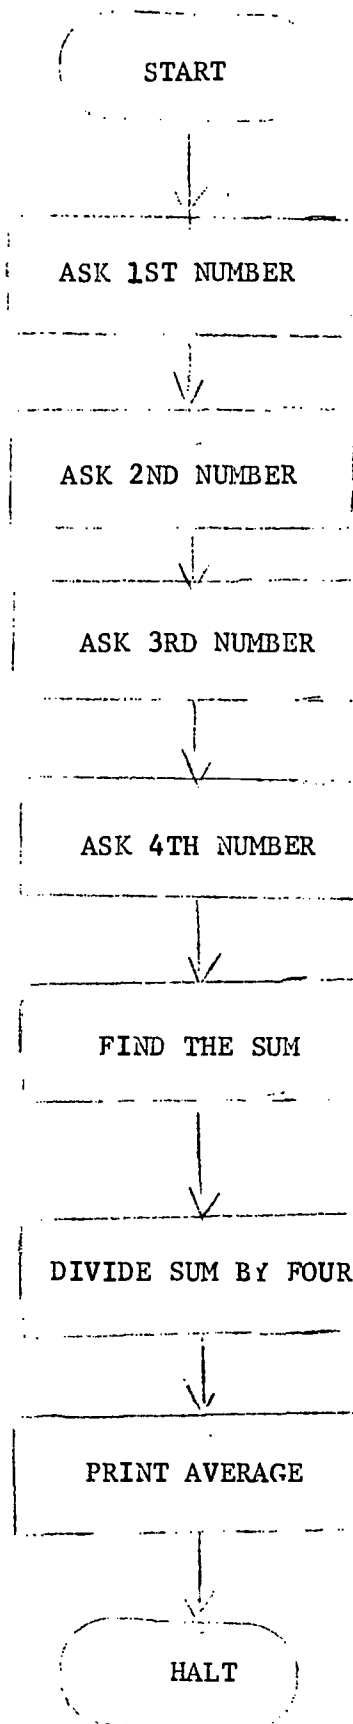 START
ASK 1ST NUMBER
ASK 2ND NUMBER
ASK 3RD NUMBER
ASK 4TH NUMBER
FIND THE SUM
DIVIDE SUM BY FOUR
PRINT AVERAGE
HALT